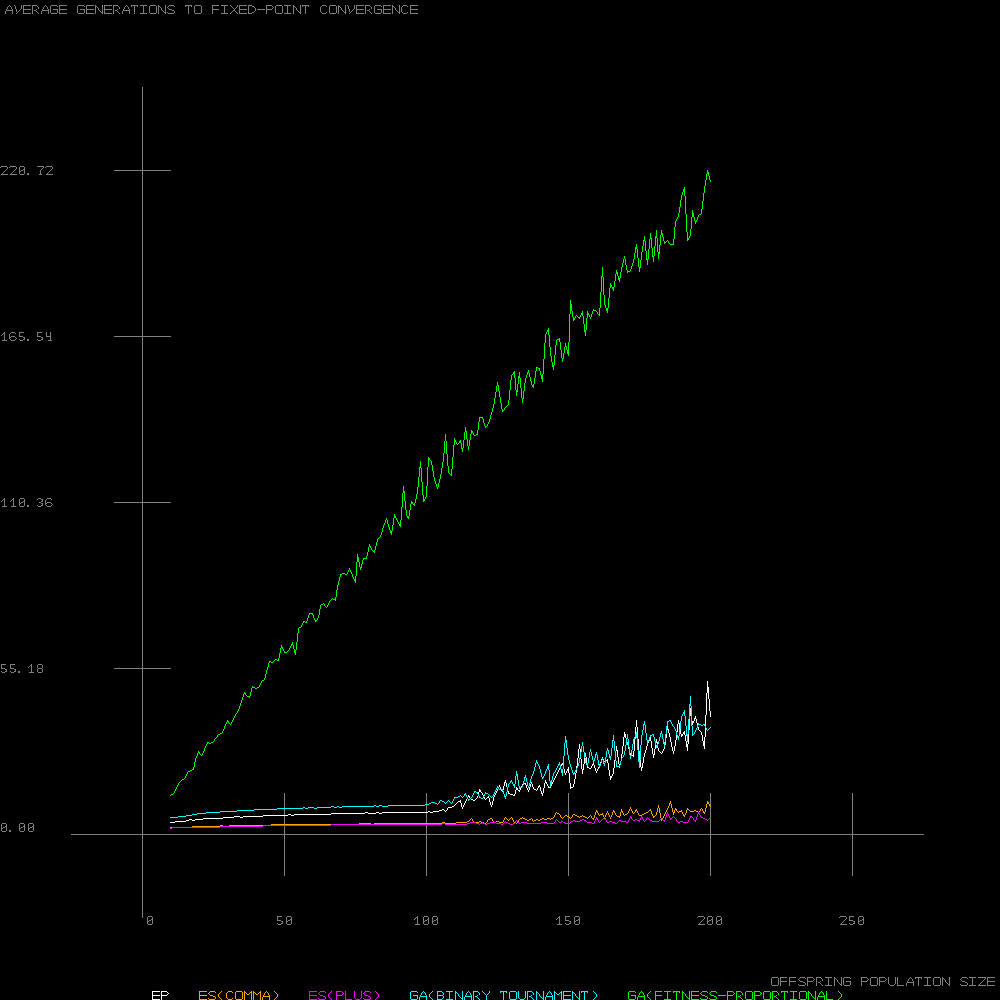 AVERAGE GENERATIONS TO FIXED-POINT CONVERGENCE
220.72
165.54
110.36
55.18
0.00
0 50 100 150 200 250
OFFSPRING POPULATION SIZE
EP ES(COMMA) ES(PLUS) GA(BINARY TOURNAMENT) GA(FITNESS-PROPORTIONAL)